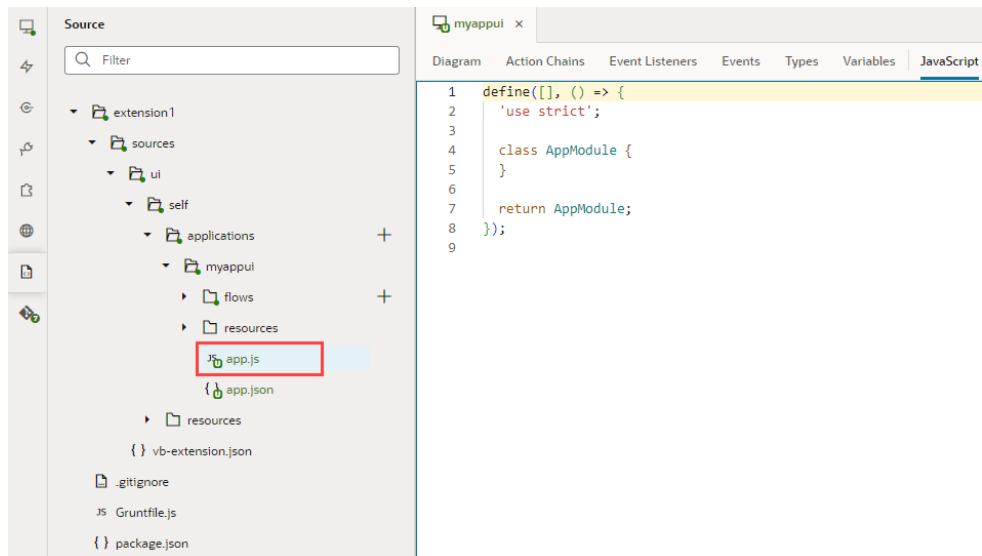 Source
Filter
extension1
sources
ui
self
applications
myappui
flows
resources
JS app.js
{ } app.json
resources
{ } vb-extension.json
.gitignore
JS Gruntfile.js
{ } package.json
myappui ×
Diagram Action Chains Event Listeners Events Types Variables JavaScript
1 define([], () => {
2 'use strict';
3
4 class AppModule {
5 }
6
7 return AppModule;
8 });
9